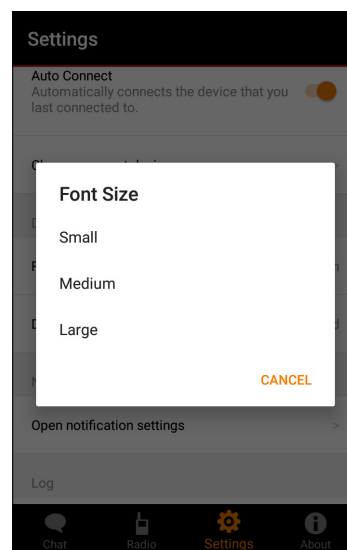 Settings
Auto Connect
Automatically connects the device that you
last connected to.
>
Font Size
Small
Medium
Large
CANCEL
Open notification settings >
Log
Chat Radio Settings About